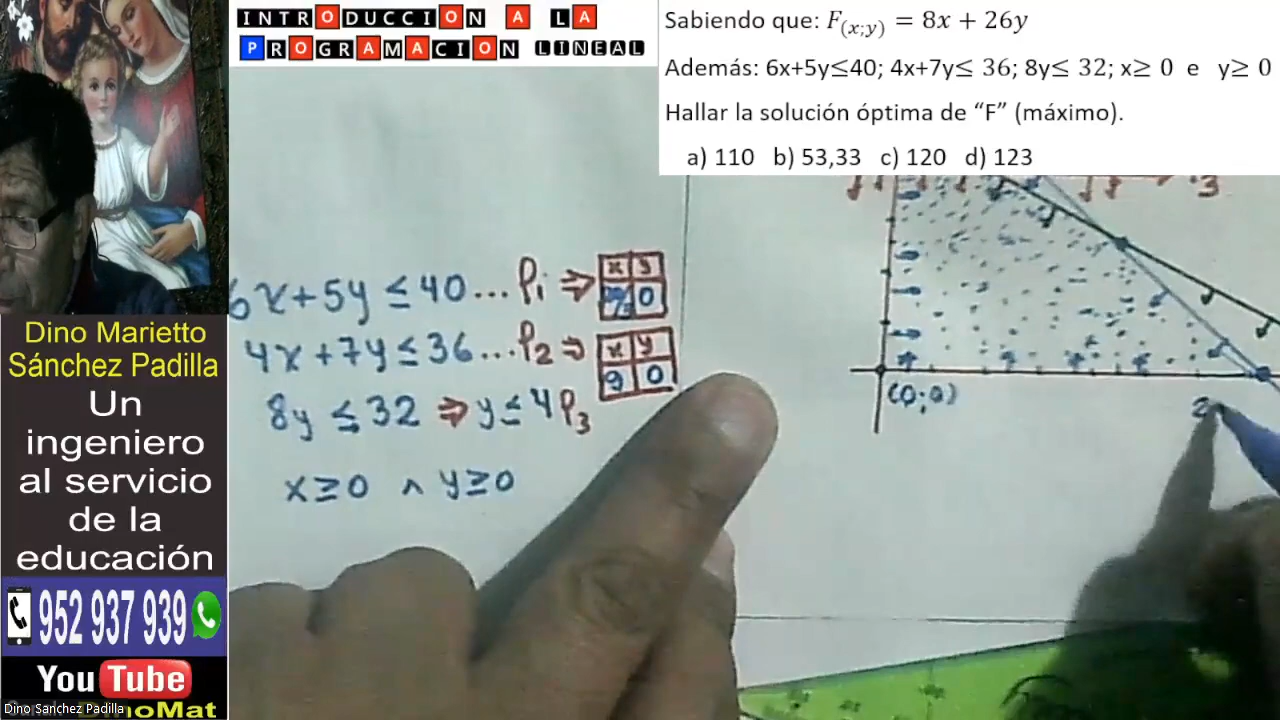 INTRODUCCION A LA
PROGRAMACION LINEAL
Sabiendo que: F(x;y) = 8x + 26y
Además: 6x+5y≤40; 4x+7y≤ 36; 8y≤ 32; x≥ 0 e y≥ 0
Hallar la solución óptima de “F” (máximo).
a) 110 b) 53,33 c) 120 d) 123
6x+5y ≤ 40 ... P1 ⇒ x y
0
4x+7y ≤ 36 ... P2 ⇒ x y
9 0
8y ≤ 32 ⇒ y ≤ 4 P3
x≥0 ∧ y≥0
(0;0)
Dino Marietto
Sánchez Padilla
Un
ingeniero
al servicio
de la
educación
952 937 939
YouTube
Dino Sanchez Padilla
DinoMat